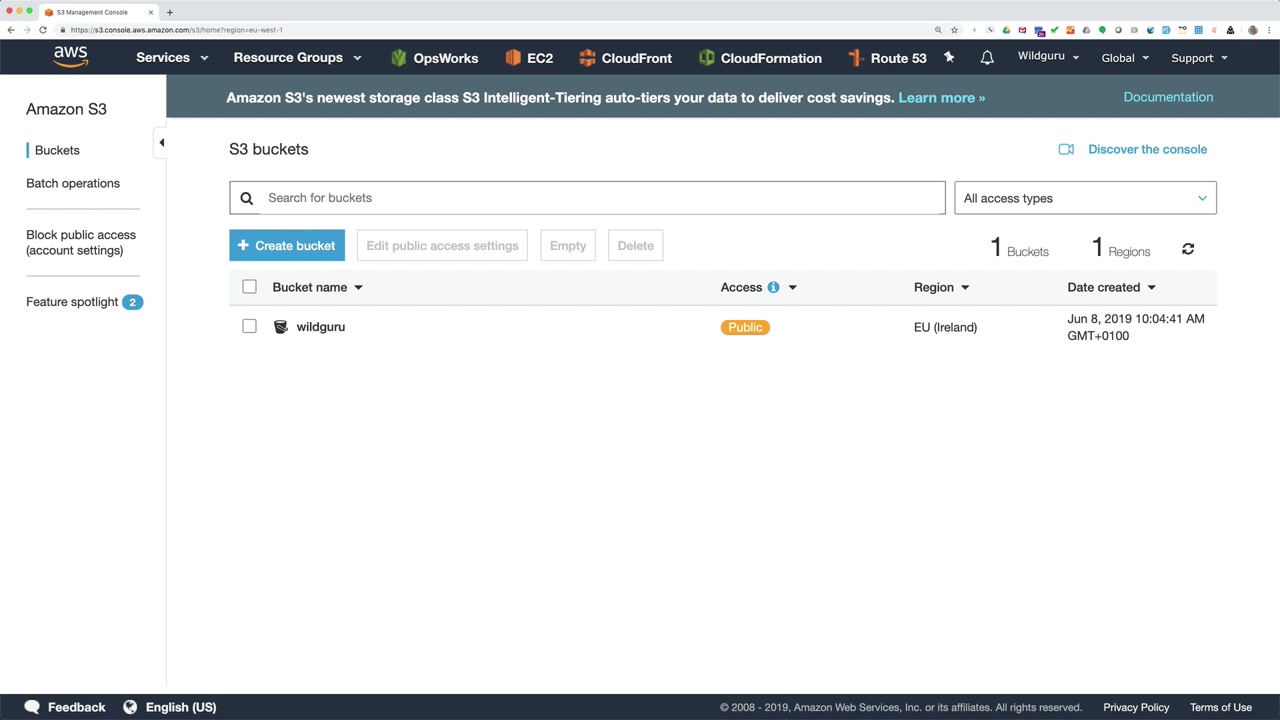 S3 Management Console
https://s3.console.aws.amazon.com/s3/home?region=eu-west-1
aws
Services
Resource Groups
OpsWorks
EC2
CloudFront
CloudFormation
Route 53
Wildguru
Global
Support
Amazon S3
Buckets
Batch operations
Block public access
(account settings)
Feature spotlight 2
Amazon S3's newest storage class S3 Intelligent-Tiering auto-tiers your data to deliver cost savings. Learn more »
Documentation
S3 buckets
Discover the console
Search for buckets
All access types
+ Create bucket
Edit public access settings
Empty
Delete
1 Buckets
1 Regions
Bucket name
Access
Region
Date created
wildguru
Public
EU (Ireland)
Jun 8, 2019 10:04:41 AM
GMT+0100
Feedback
English (US)
© 2008 - 2019, Amazon Web Services, Inc. or its affiliates. All rights reserved.
Privacy Policy
Terms of Use